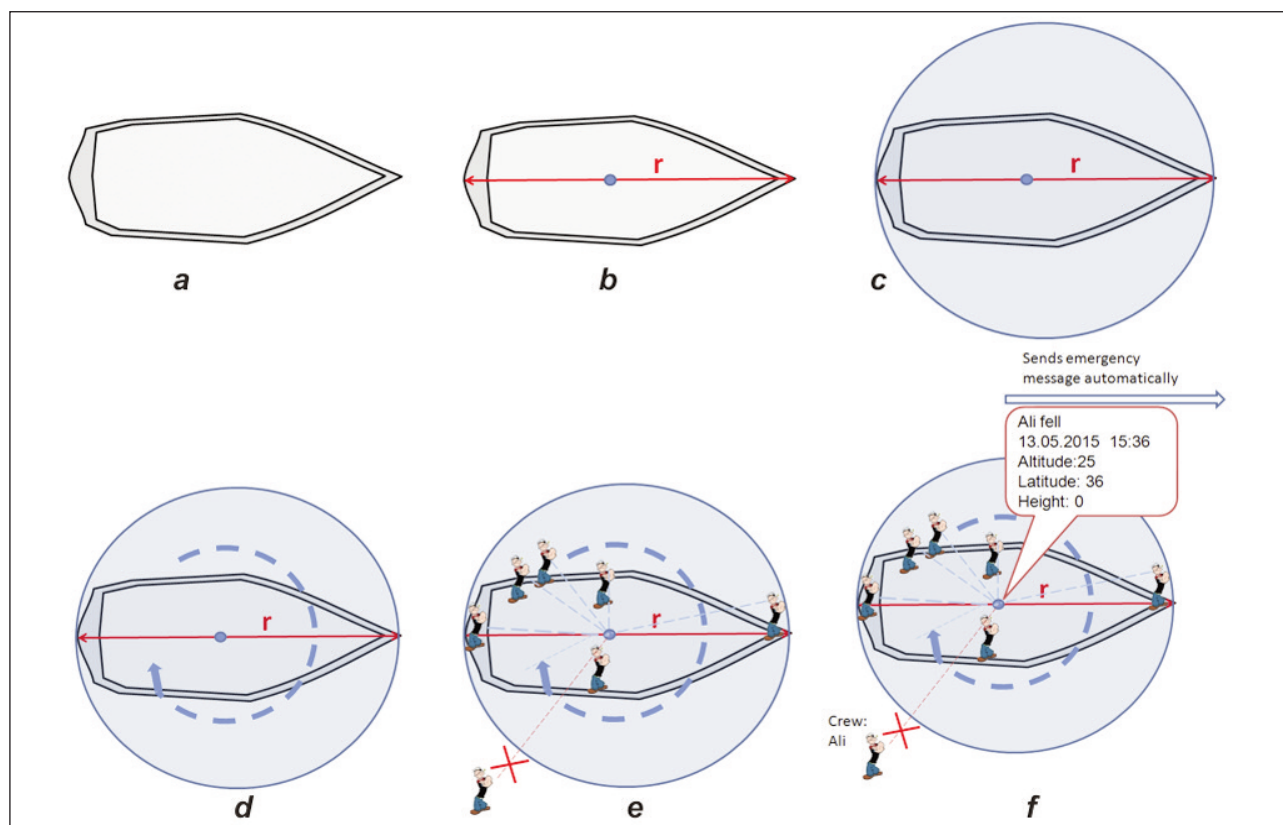 r
r
a
b
c
Sends emergency
message automatically
Ali fell
13.05.2015 15:36
Altitude:25
Latitude: 36
Height: 0
r
r
r
Crew:
Ali
d
e
f